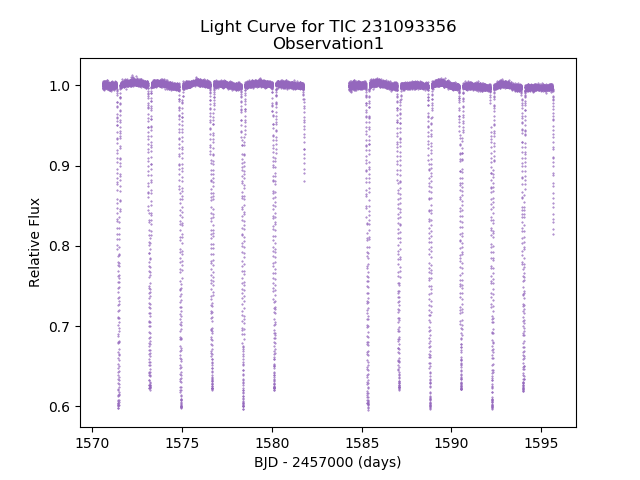 Light Curve for TIC 231093356
Observation1
1.0
0.9
0.8
0.7
0.6
Relative Flux
1570
1575
1580
1585
1590
1595
BJD - 2457000 (days)